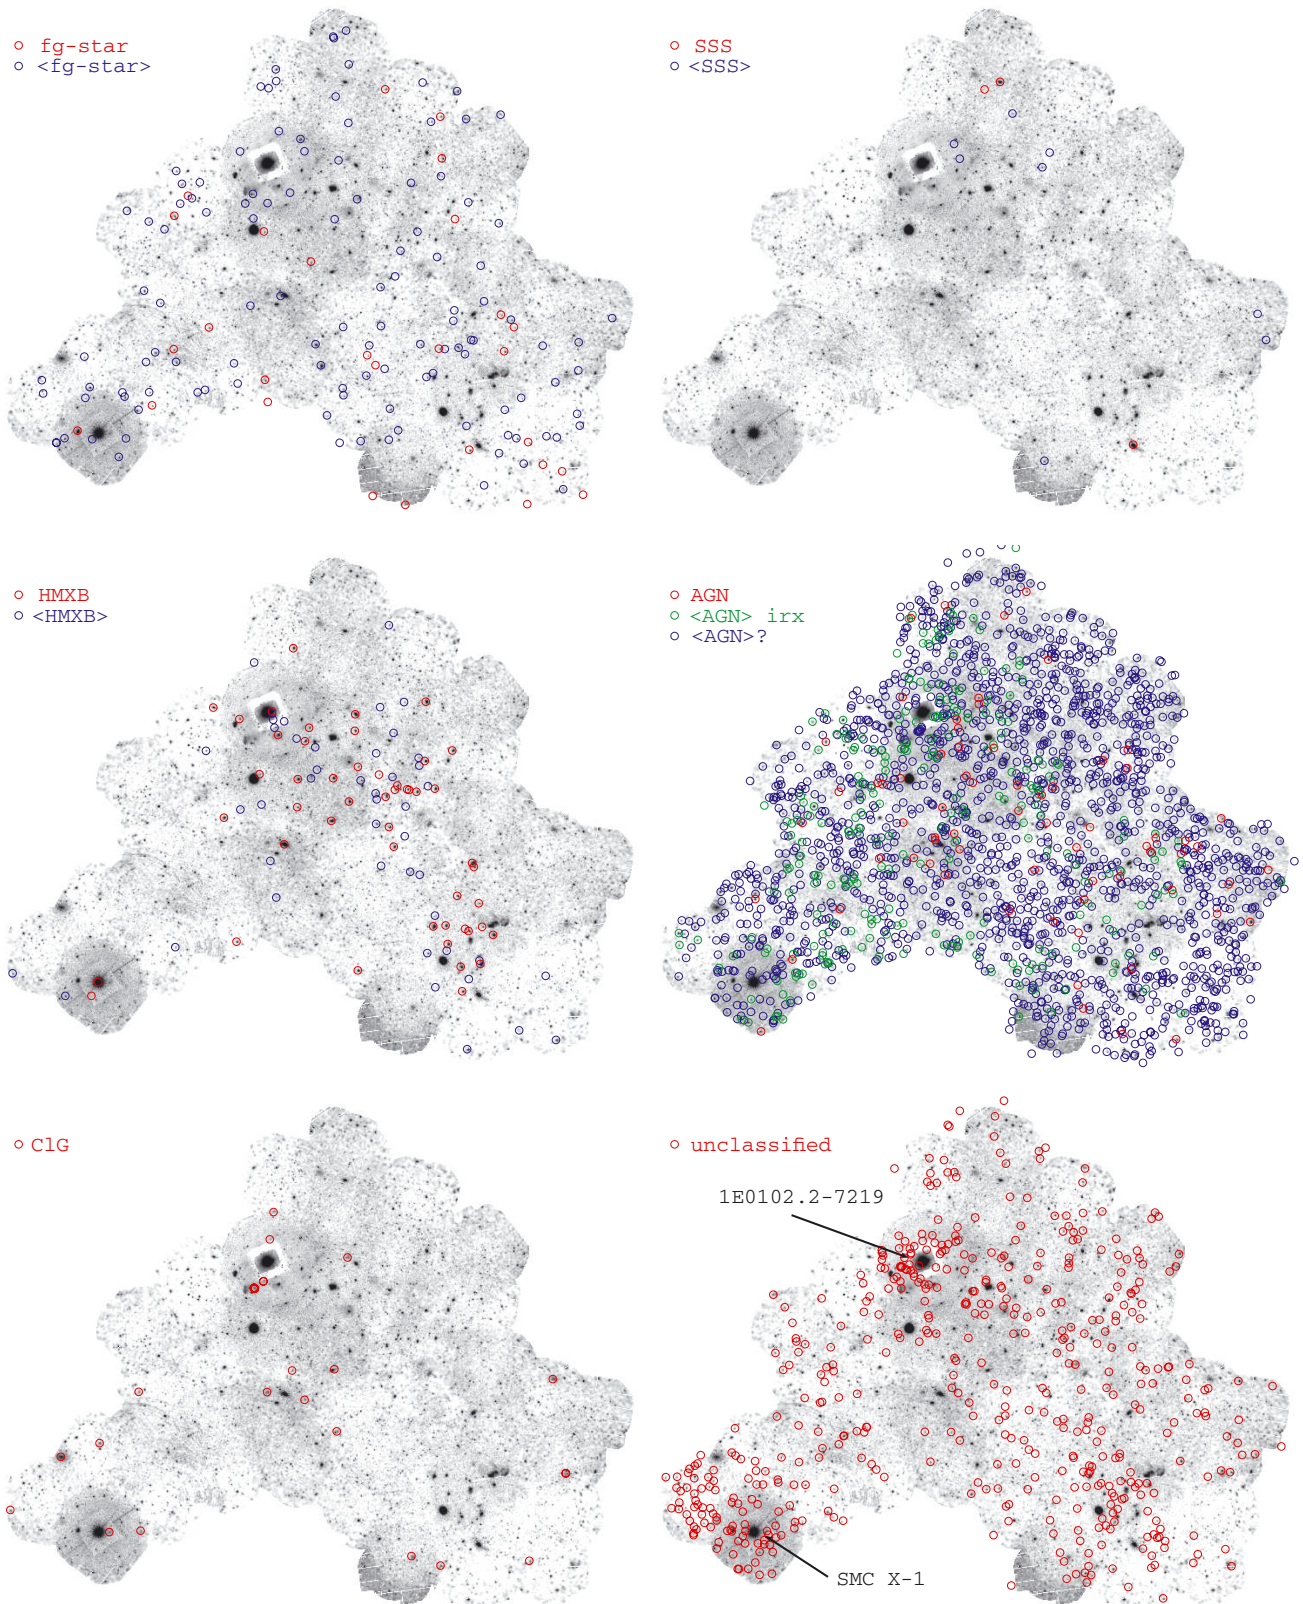 fg-star
<fg-star>
SSS
<SSS>
HMXB
<HMXB>
AGN
<AGN> irx
<AGN>?
ClG
unclassified
1E0102.2-7219
SMC X-1